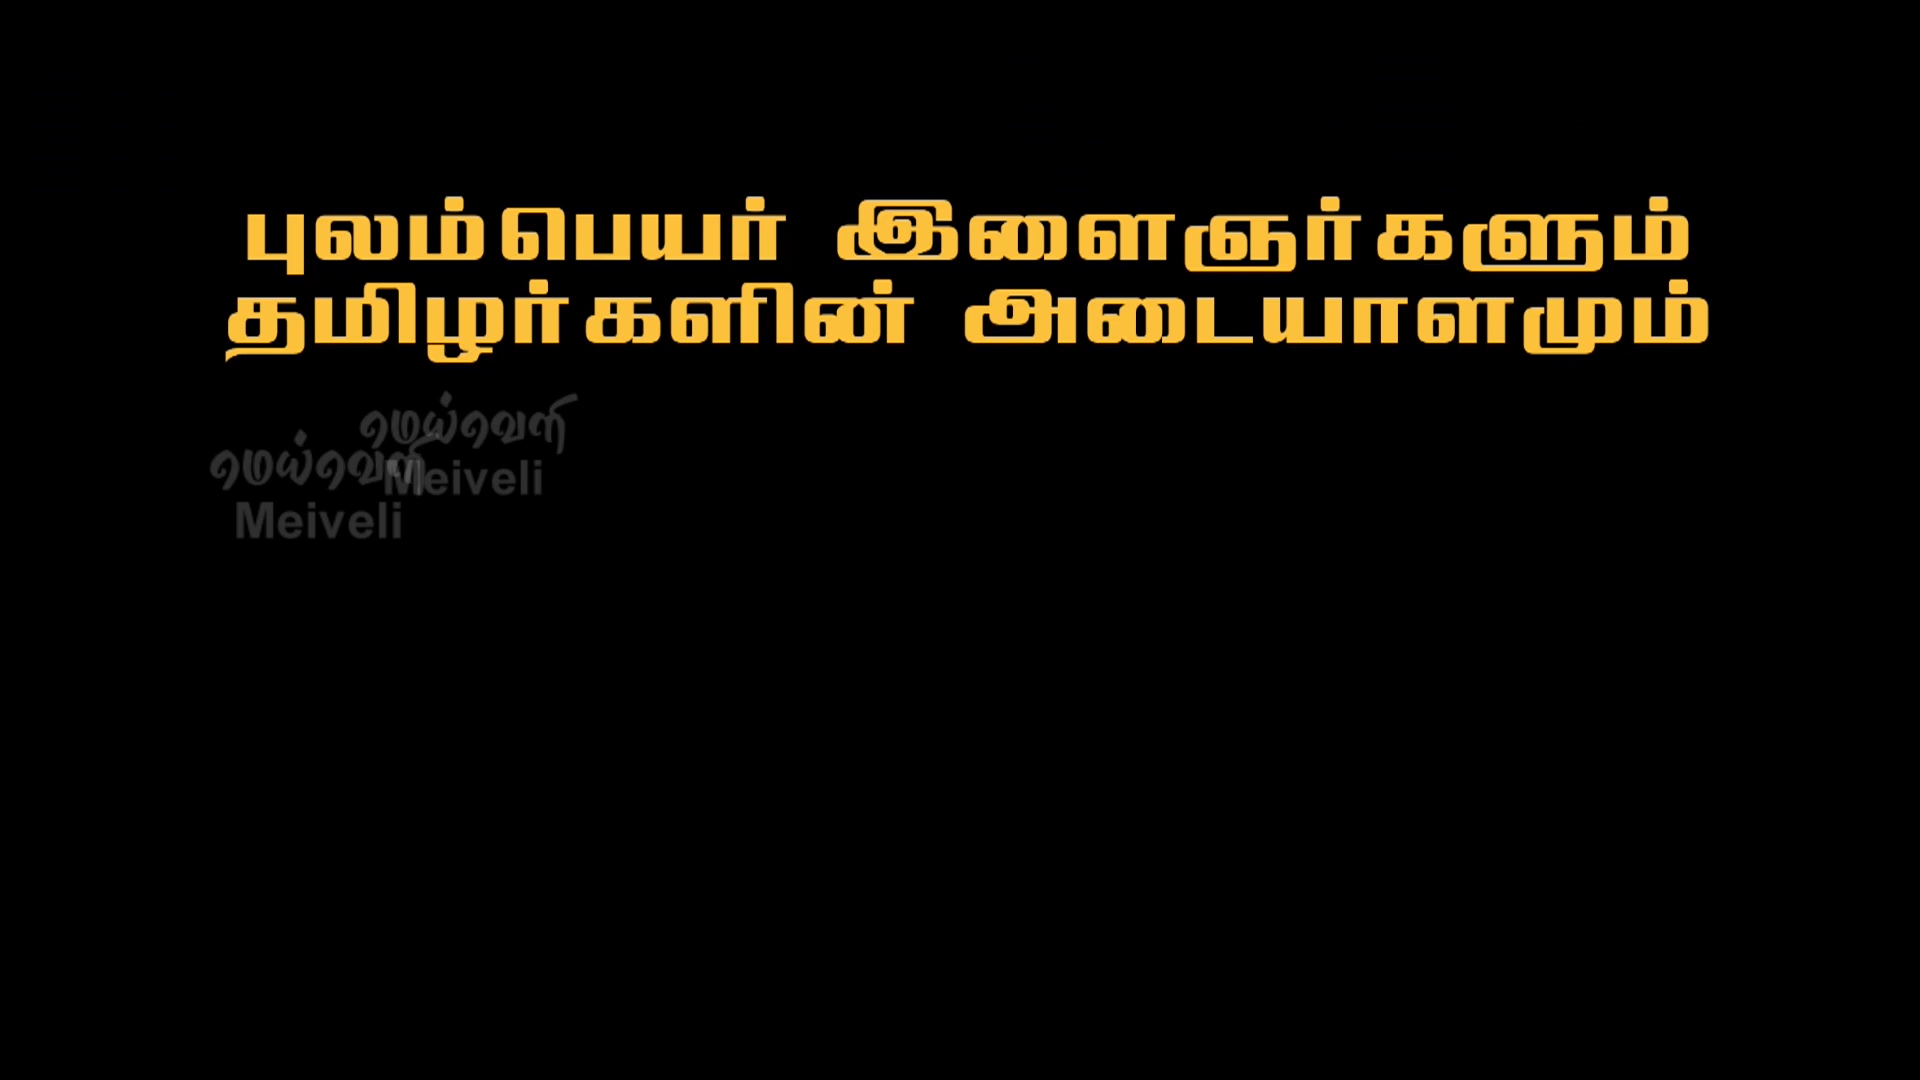 புலம்பெயர் இளைஞர்களும்
தமிழர்களின் அடையாளமும்
மெய்வெளி
Meiveli
மெய்வெளி
Meiveli